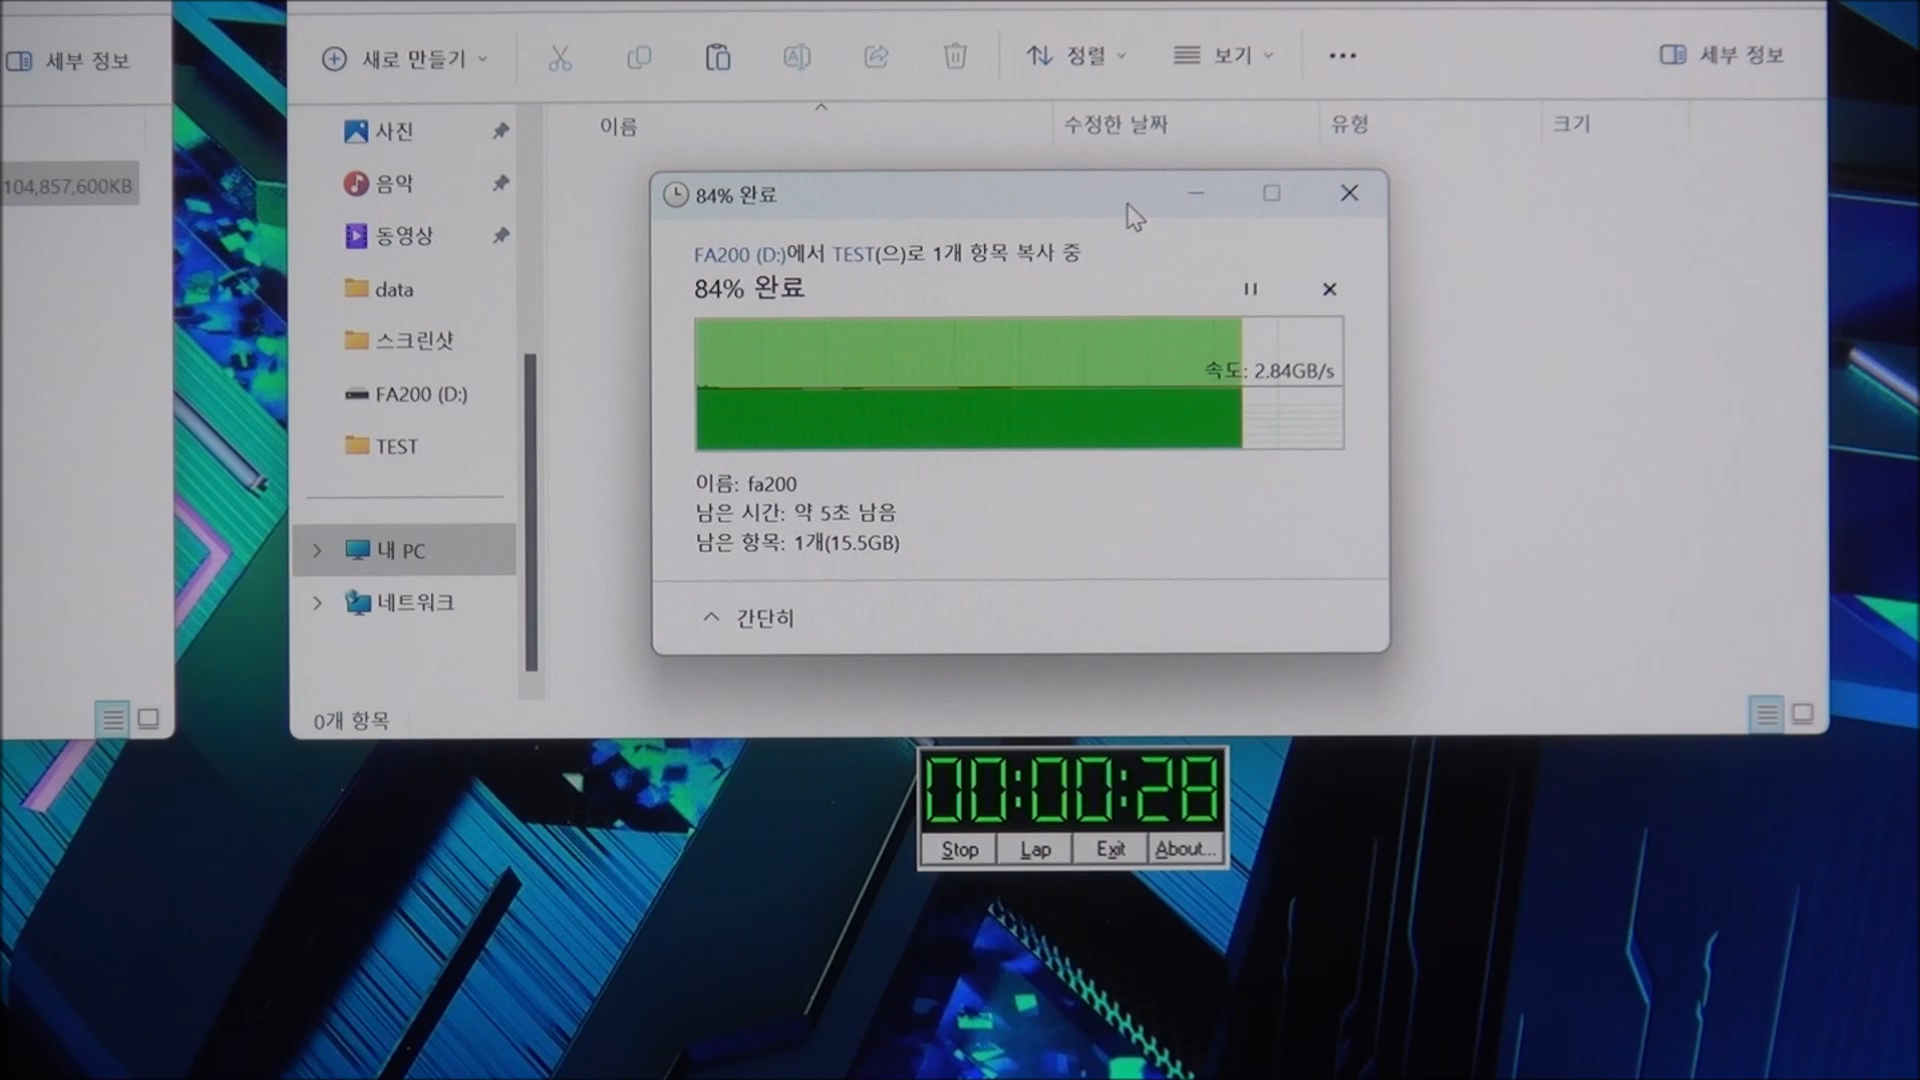 세부 정보
104,857,600KB
새로 만들기
정렬
보기
세부 정보
이름
수정한 날짜
유형
크기
사진
음악
동영상
data
스크린샷
FA200 (D:)
TEST
내 PC
네트워크
0개 항목
84% 완료
FA200 (D:)에서 TEST(으)로 1개 항목 복사 중
84% 완료
속도: 2.84GB/s
이름: fa200
남은 시간: 약 5초 남음
남은 항목: 1개(15.5GB)
간단히
00:00:28
Stop Lap Exit About...